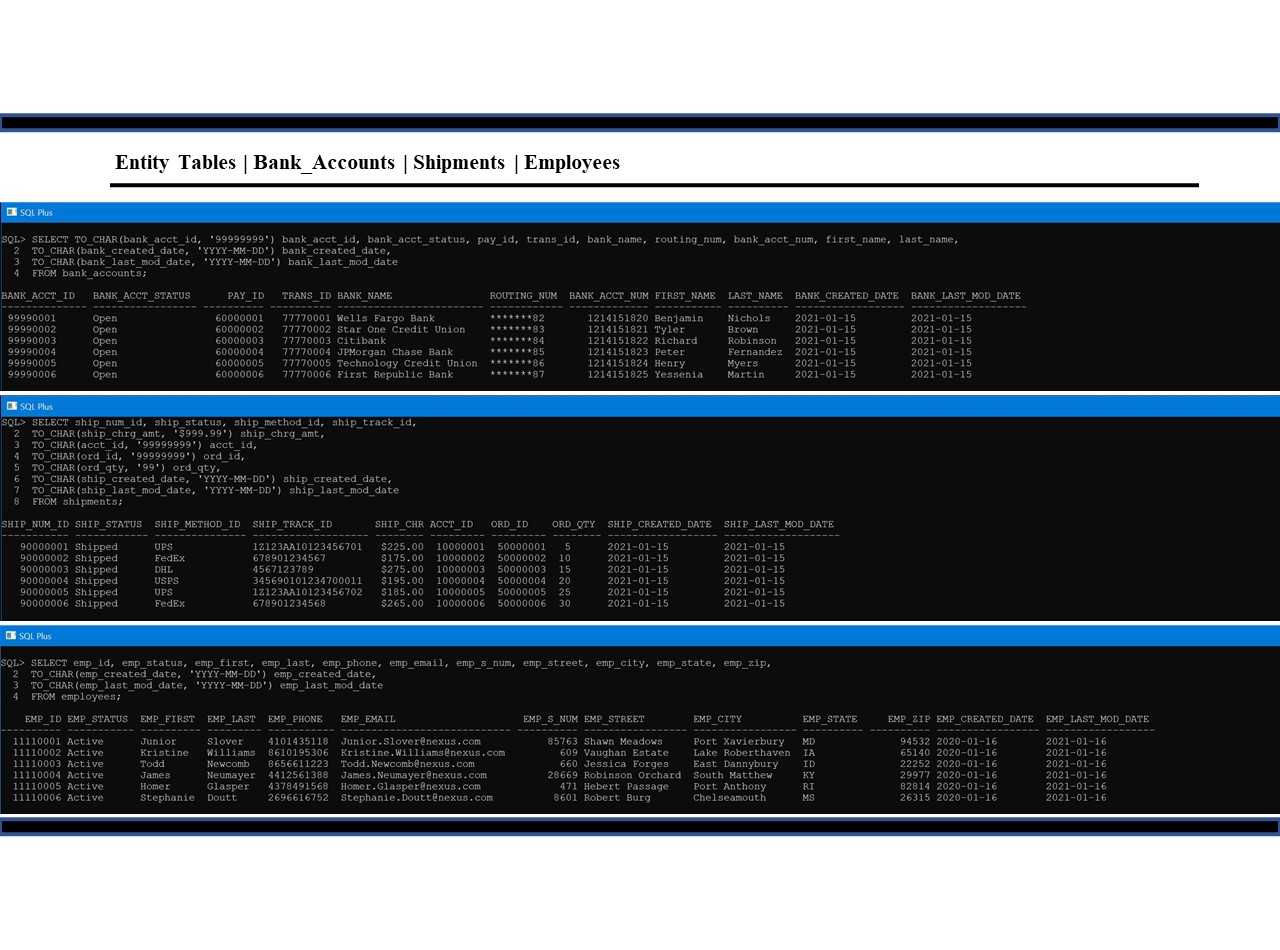 Entity Tables | Bank_Accounts | Shipments | Employees
SQL Plus
SQL> SELECT TO_CHAR(bank_acct_id, '99999999') bank_acct_id, bank_acct_status, pay_id, trans_id, bank_name, routing_num, bank_acct_num, first_name, last_name,
2 TO_CHAR(bank_created_date, 'YYYY-MM-DD') bank_created_date,
3 TO_CHAR(bank_last_mod_date, 'YYYY-MM-DD') bank_last_mod_date
4 FROM bank_accounts;
BANK_ACCT_ID BANK_ACCT_STATUS PAY_ID TRANS_ID BANK_NAME ROUTING_NUM BANK_ACCT_NUM FIRST_NAME LAST_NAME BANK_CREATED_DATE BANK_LAST_MOD_DATE
99990001 Open 60000001 77770001 Wells Fargo Bank *******82 1214151820 Benjamin Nichols 2021-01-15 2021-01-15
99990002 Open 60000002 77770002 Star One Credit Union *******83 1214151821 Tyler Brown 2021-01-15 2021-01-15
99990003 Open 60000003 77770003 Citibank *******84 1214151822 Richard Robinson 2021-01-15 2021-01-15
99990004 Open 60000004 77770004 JPMorgan Chase Bank *******85 1214151823 Peter Fernandez 2021-01-15 2021-01-15
99990005 Open 60000005 77770005 Technology Credit Union *******86 1214151824 Henry Myers 2021-01-15 2021-01-15
99990006 Open 60000006 77770006 First Republic Bank *******87 1214151825 Yessenia Martin 2021-01-15 2021-01-15
SQL Plus
SQL> SELECT ship_num_id, ship_status, ship_method_id, ship_track_id,
2 TO_CHAR(ship_chrg_amt, '$999.99') ship_chrg_amt,
3 TO_CHAR(acct_id, '99999999') acct_id,
4 TO_CHAR(ord_id, '99999999') ord_id,
5 TO_CHAR(ord_qty, '99') ord_qty,
6 TO_CHAR(ship_created_date, 'YYYY-MM-DD') ship_created_date,
7 TO_CHAR(ship_last_mod_date, 'YYYY-MM-DD') ship_last_mod_date
8 FROM shipments;
SHIP_NUM_ID SHIP_STATUS SHIP_METHOD_ID SHIP_TRACK_ID SHIP_CHR ACCT_ID ORD_ID ORD_QTY SHIP_CREATED_DATE SHIP_LAST_MOD_DATE
90000001 Shipped UPS 1Z123AA10123456701 $225.00 10000001 50000001 5 2021-01-15 2021-01-15
90000002 Shipped FedEx 678901234567 $175.00 10000002 50000002 10 2021-01-15 2021-01-15
90000003 Shipped DHL 4567123789 $275.00 10000003 50000003 15 2021-01-15 2021-01-15
90000004 Shipped USPS 345690101234700011 $195.00 10000004 50000004 20 2021-01-15 2021-01-15
90000005 Shipped UPS 1Z123AA10123456702 $185.00 10000005 50000005 25 2021-01-15 2021-01-15
90000006 Shipped FedEx 678901234568 $265.00 10000006 50000006 30 2021-01-15 2021-01-15
SQL Plus
SQL> SELECT emp_id, emp_status, emp_first, emp_last, emp_phone, emp_email, emp_s_num, emp_street, emp_city, emp_state, emp_zip,
2 TO_CHAR(emp_created_date, 'YYYY-MM-DD') emp_created_date,
3 TO_CHAR(emp_last_mod_date, 'YYYY-MM-DD') emp_last_mod_date
4 FROM employees;
EMP_ID EMP_STATUS EMP_FIRST EMP_LAST EMP_PHONE EMP_EMAIL EMP_S_NUM EMP_STREET EMP_CITY EMP_STATE EMP_ZIP EMP_CREATED_DATE EMP_LAST_MOD_DATE
11110001 Active Junior Slover 4101435118 Junior.Slover@nexus.com 85763 Shawn Meadows Port Xavierbury MD 94532 2020-01-16 2021-01-16
11110002 Active Kristine Williams 8610195306 Kristine.Williams@nexus.com 609 Vaughan Estate Lake Roberthaven IA 65140 2020-01-16 2021-01-16
11110003 Active Todd Newcomb 8656611223 Todd.Newcomb@nexus.com 660 Jessica Forges East Dannybury ID 22252 2020-01-16 2021-01-16
11110004 Active James Neumayer 4412561388 James.Neumayer@nexus.com 28669 Robinson Orchard South Matthew KY 29977 2020-01-16 2021-01-16
11110005 Active Homer Glasper 4378491568 Homer.Glasper@nexus.com 471 Hebert Passage Port Anthony RI 82814 2020-01-16 2021-01-16
11110006 Active Stephanie Doutt 2696616752 Stephanie.Doutt@nexus.com 8601 Robert Burg Chelseamouth MS 26315 2020-01-16 2021-01-16